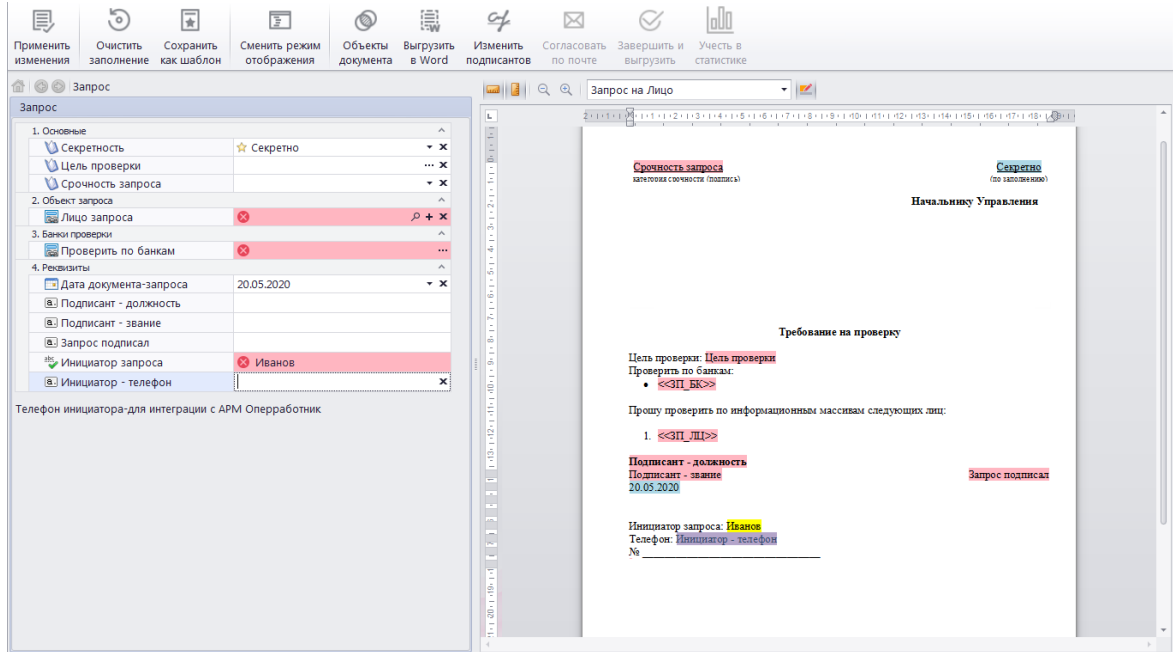 Применить изменения
Очистить заполнение
Сохранить как шаблон
Сменить режим отображения
Объекты документа
Выгрузить в Word
Изменить подписантов
Согласовать по почте
Завершить и выгрузить
Учесть в статистике
Запрос
Запрос
1. Основные
Секретность Секретно
Цель проверки
Срочность запроса
2. Объект запроса
Лицо запроса
3. Банки проверки
Проверить по банкам
4. Реквизиты
Дата документа-запроса 20.05.2020
Подписант - должность
Подписант - звание
Запрос подписал
Инициатор запроса Иванов
Инициатор - телефон
Телефон инициатора-для интеграции с АРМ Оперработник
Запрос на Лицо
Срочность запроса Секретно
категория срочности (подпись) (по заполнению)
Начальнику Управления
Требование на проверку
Цель проверки: Цель проверки
Проверить по банкам:
• <<ЗП_БК>>
Прошу проверить по информационным массивам следующих лиц:
1. <<ЗП_ЛЦ>>
Подписант - должность
Подписант - звание Запрос подписал
20.05.2020
Инициатор запроса: Иванов
Телефон: Инициатор - телефон
№